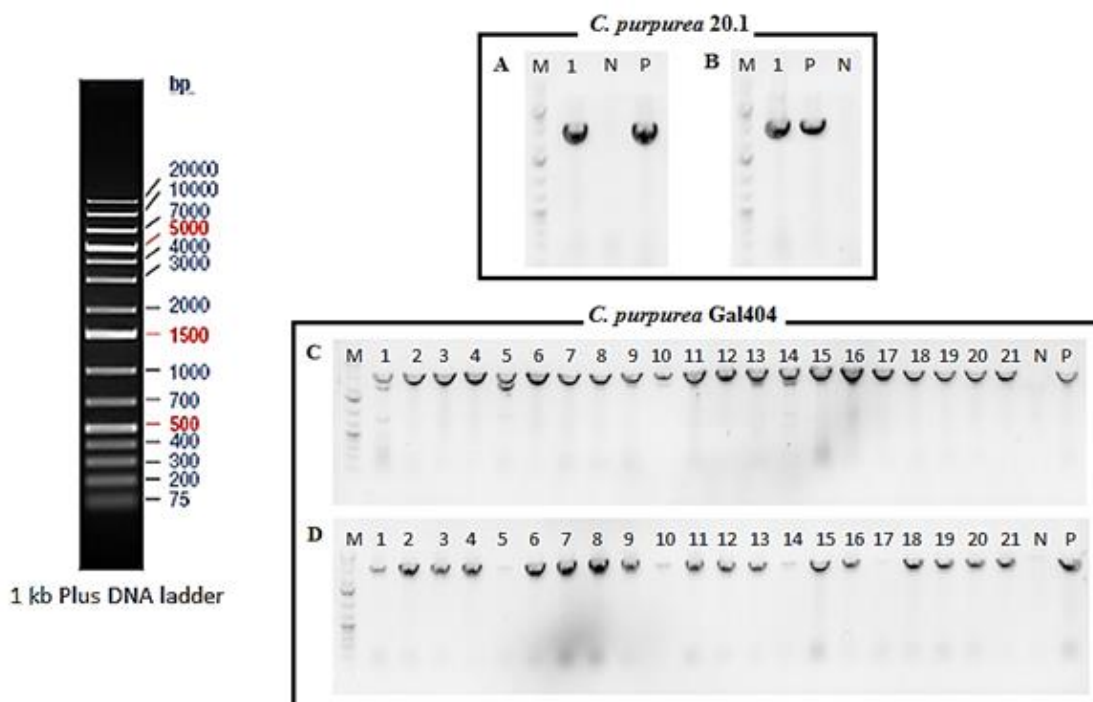 bp
20000
10000
7000
5000
4000
3000
2000
1500
1000
700
500
400
300
200
75
1 kb Plus DNA ladder
C. purpurea 20.1
A M 1 N P
B M 1 P N
C. purpurea Gal404
C M 1 2 3 4 5 6 7 8 9 10 11 12 13 14 15 16 17 18 19 20 21 N P
D M 1 2 3 4 5 6 7 8 9 10 11 12 13 14 15 16 17 18 19 20 21 N P